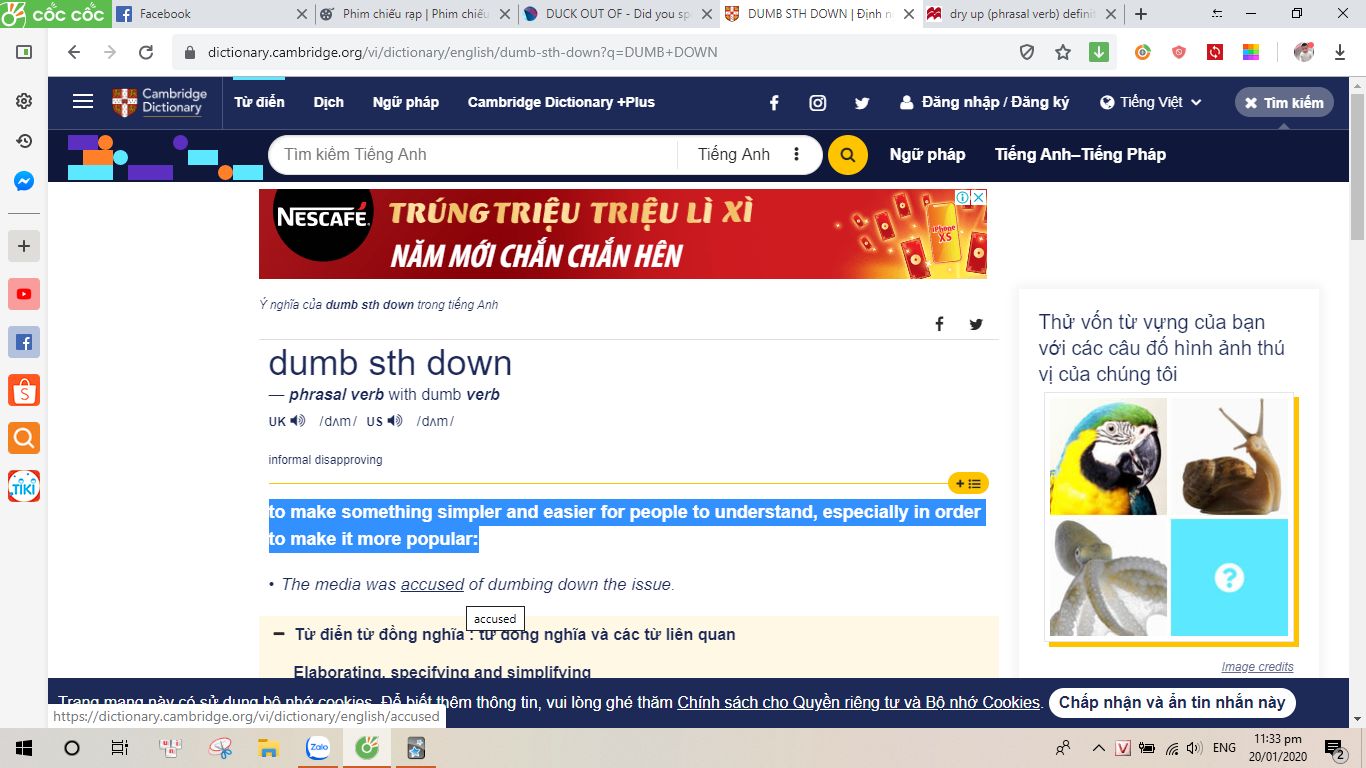 cốc cốc
Facebook
Phim chiếu rạp | Phim chiếu
DUCK OUT OF - Did you sp
DUMB STH DOWN | Định n
dry up (phrasal verb) definit
dictionary.cambridge.org/vi/dictionary/english/dumb-sth-down?q=DUMB+DOWN
Cambridge
Dictionary
Từ điển
Dịch
Ngữ pháp
Cambridge Dictionary +Plus
Đăng nhập / Đăng ký
Tiếng Việt
Tìm kiếm
Tìm kiếm Tiếng Anh
Tiếng Anh
Ngữ pháp
Tiếng Anh–Tiếng Pháp
NESCAFÉ.
TRÚNG TRIỆU TRIỆU LÌ XÌ
NĂM MỚI CHẮN CHẮN HÊN
iPhone
XS
Ý nghĩa của dumb sth down trong tiếng Anh
dumb sth down
— phrasal verb with dumb verb
UK /dʌm/ US /dʌm/
informal disapproving
to make something simpler and easier for people to understand, especially in order
to make it more popular:
• The media was accused of dumbing down the issue.
accused
Từ điển từ đồng nghĩa : từ đồng nghĩa và các từ liên quan
Elaborating, specifying and simplifying
Thử vốn từ vựng của bạn
với các câu đố hình ảnh thú
vị của chúng tôi
?
Image credits
Trang mạng này có sử dụng bộ nhớ cookies. Để biết thêm thông tin, vui lòng ghé thăm Chính sách cho Quyền riêng tư và Bộ nhớ Cookies.
Chấp nhận và ẩn tin nhắn này
https://dictionary.cambridge.org/vi/dictionary/english/accused
TIKI
Zalo
ENG
11:33 pm
20/01/2020
2